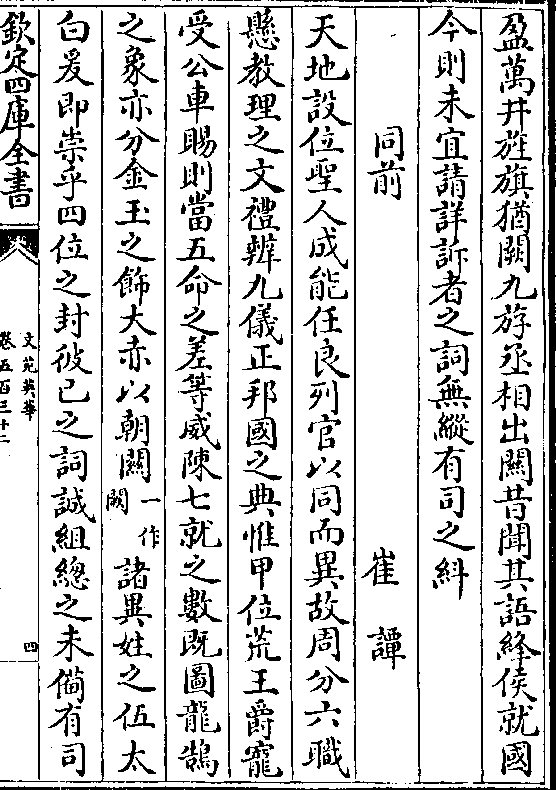 盈萬井旌旗猶闕九斿丞相出關昔聞其語絳侯就國
今則未宜請詳訴者之詞無縱有司之糾
同前　崔譚
天地設位聖人成能任良列官以同而異故周分六職
懸教理之文禮辨九儀正邦國之典惟甲位荒王爵寵
受公車賜則當五命之差等威陳七就之數既圖龍鵠
之象亦分金玉之飾大赤以朝關一作闕諸異姓之伍太
白爰即崇乎四位之封彼已之詞誠組緫之未備有司
欽定四庫全書
文苑英華
卷五百三十二
四